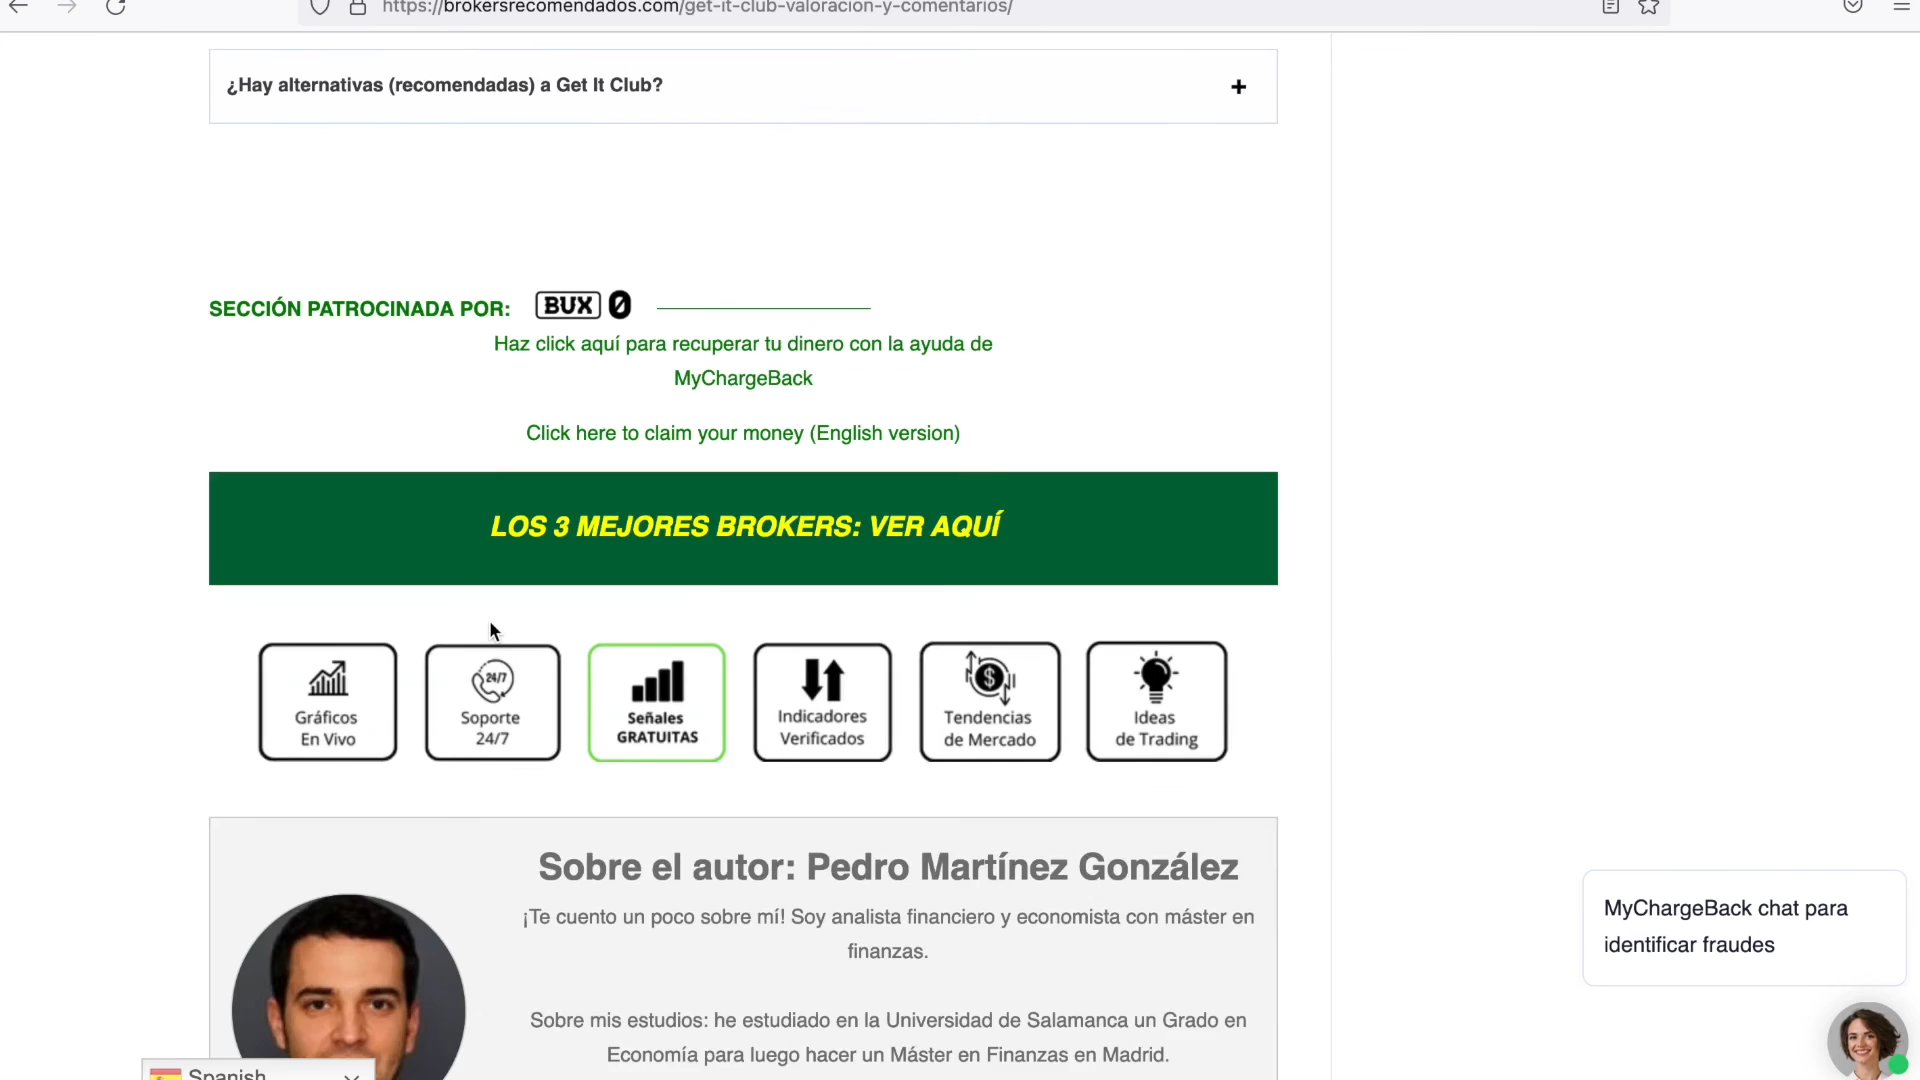 https://brokersrecomendados.com/get-it-club-valoracion-y-comentarios/
¿Hay alternativas (recomendadas) a Get It Club?
+
SECCIÓN PATROCINADA POR: BUX 0
Haz click aquí para recuperar tu dinero con la ayuda de
MyChargeBack
Click here to claim your money (English version)
LOS 3 MEJORES BROKERS: VER AQUÍ
Gráficos
En Vivo
24/7
Soporte
24/7
Señales
GRATUITAS
Indicadores
Verificados
$
Tendencias
de Mercado
Ideas
de Trading
Sobre el autor: Pedro Martínez González
¡Te cuento un poco sobre mí! Soy analista financiero y economista con máster en
finanzas.
Sobre mis estudios: he estudiado en la Universidad de Salamanca un Grado en
Economía para luego hacer un Máster en Finanzas en Madrid.
MyChargeBack chat para
identificar fraudes
Spanish